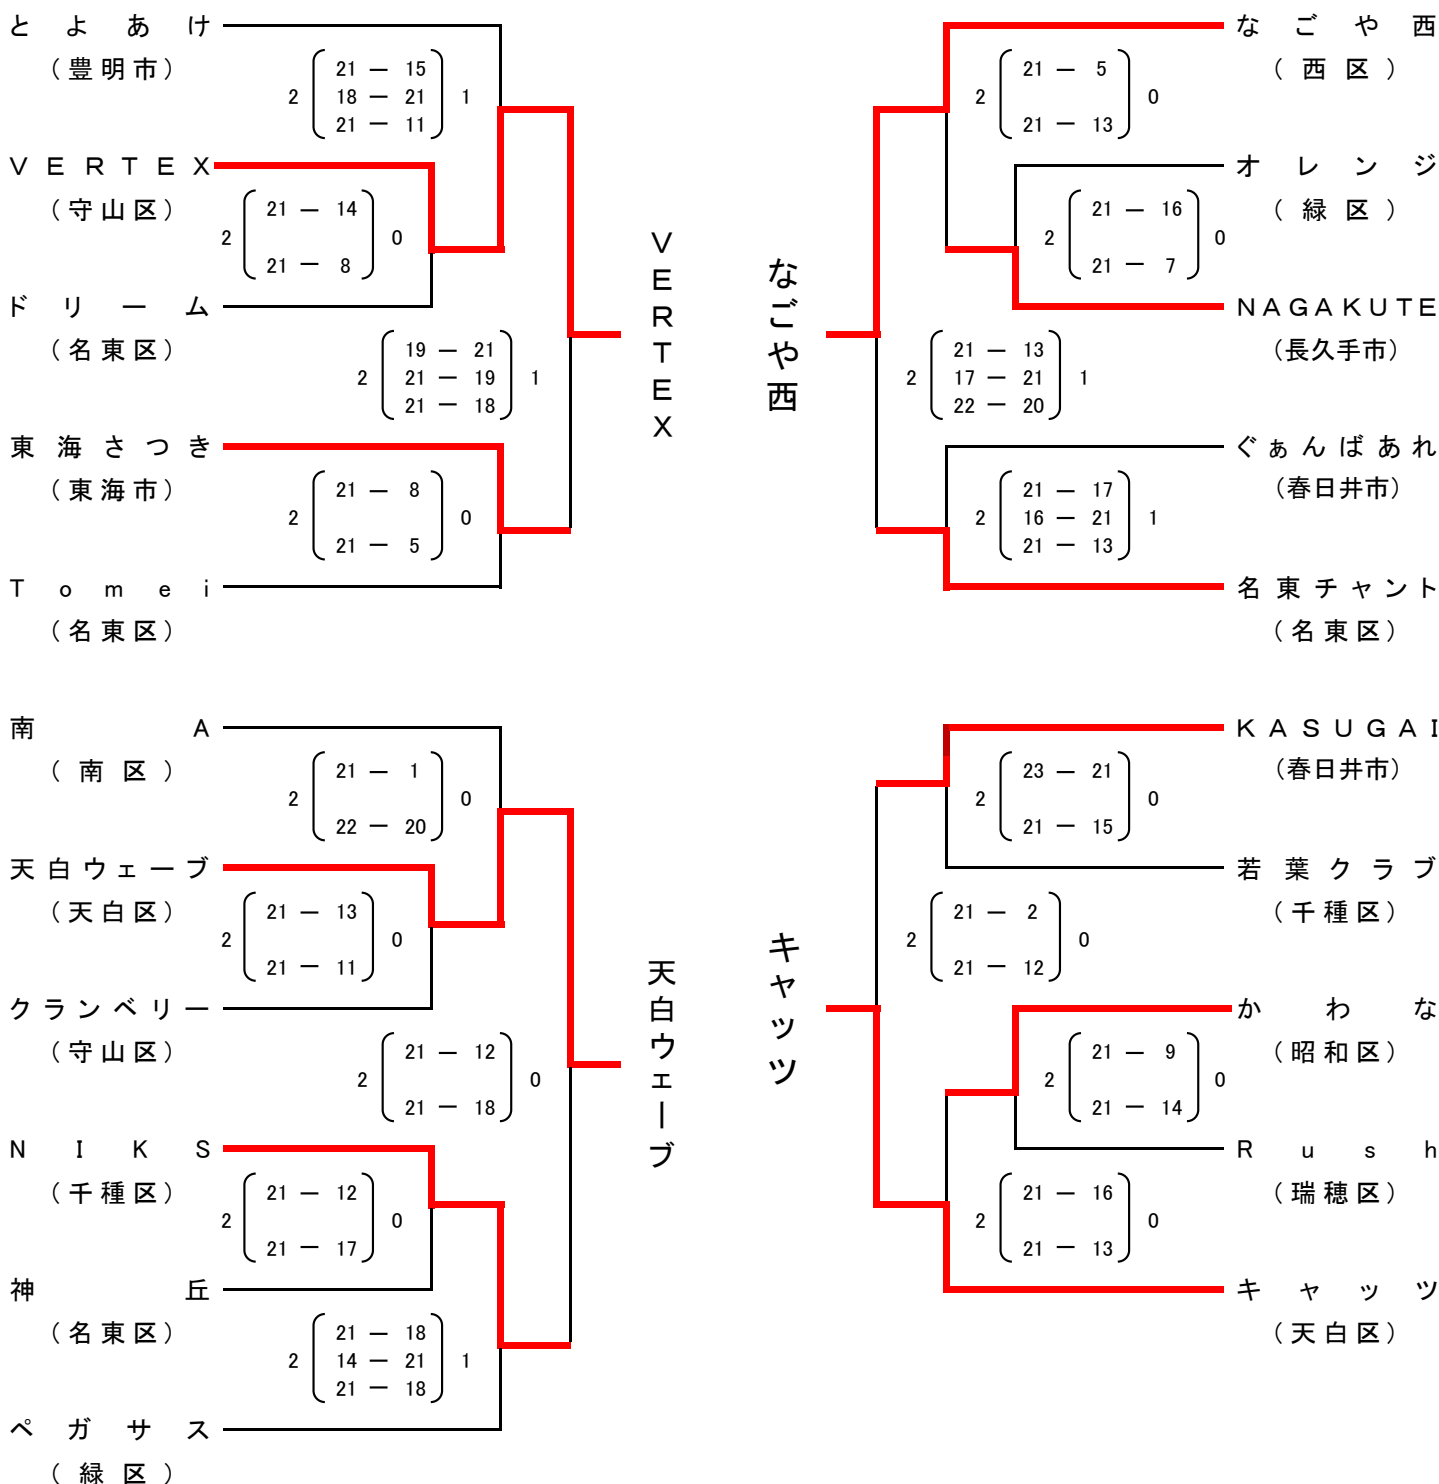 とよあけ
（豊明市）
2 21 ― 15 1
18 ― 21
21 ― 11
ＶＥＲＴＥＸ
（守山区）
2 21 ― 14 0
21 ― 8
ドリーム
（名東区）
2 19 ― 21 1
21 ― 19
21 ― 18
東海さつき
（東海市）
2 21 ― 8 0
21 ― 5
Ｔｏｍｅｉ
（名東区）
ＶＥＲＴＥＸ
南Ａ
（南区）
2 21 ― 1 0
22 ― 20
天白ウェーブ
（天白区）
2 21 ― 13 0
21 ― 11
クランベリー
（守山区）
2 21 ― 12 0
21 ― 18
ＮＩＫＳ
（千種区）
2 21 ― 12 0
21 ― 17
神丘
（名東区）
2 21 ― 18 1
14 ― 21
21 ― 18
ペガサス
（緑区）
天白ウェーブ
なごや西
なごや西
（西区）
2 21 ― 5 0
21 ― 13
オレンジ
（緑区）
2 21 ― 16 0
21 ― 7
ＮＡＧＡＫＵＴＥ
（長久手市）
2 21 ― 13 1
17 ― 21
22 ― 20
ぐぁんばあれ
（春日井市）
2 21 ― 17 1
16 ― 21
21 ― 13
名東チャント
（名東区）
キャッツ
ＫＡＳＵＧＡＩ
（春日井市）
2 23 ― 21 0
21 ― 15
若葉クラブ
（千種区）
2 21 ― 2 0
21 ― 12
かわな
（昭和区）
2 21 ― 9 0
21 ― 14
Ｒｕｓｈ
（瑞穂区）
2 21 ― 16 0
21 ― 13
キャッツ
（天白区）